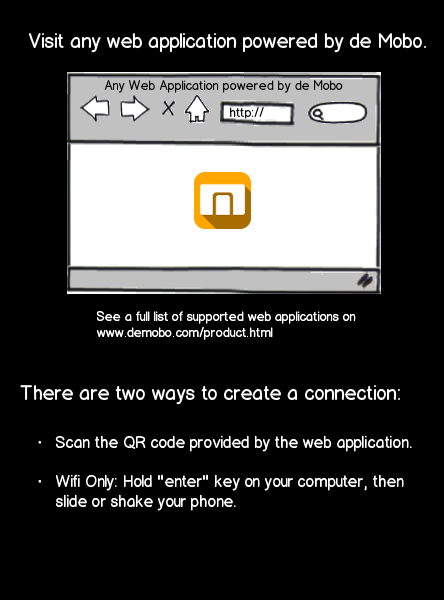 Visit any web application powered by de Mobo.
Any Web Application powered by de Mobo
http://
See a full list of supported web applications on
www.demobo.com/product.html
There are two ways to create a connection:
· Scan the QR code provided by the web application.
· Wifi Only: Hold "enter" key on your computer, then
slide or shake your phone.